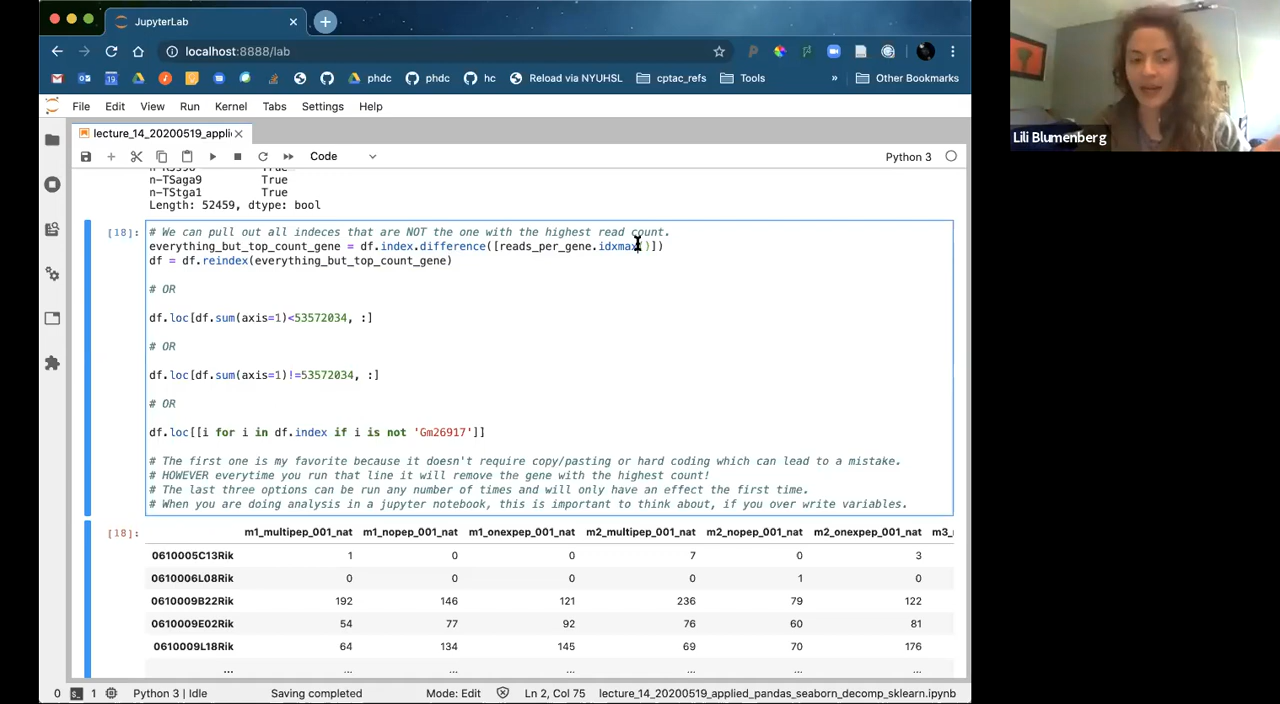 JupyterLab
localhost:8888/lab
phdc
phdc
hc
Reload via NYUHSL
cptac_refs
Tools
»
Other Bookmarks
File Edit View Run Kernel Tabs Settings Help
Lili Blumenberg
lecture_14_20200519_appli
Code
Python 3
n-TSaga9 True
n-TStga1 True
Length: 52459, dtype: bool
[18]:
# We can pull out all indeces that are NOT the one with the highest read count.
everything_but_top_count_gene = df.index.difference([reads_per_gene.idxmax()])
df = df.reindex(everything_but_top_count_gene)
# OR
df.loc[df.sum(axis=1)<53572034, :]
# OR
df.loc[df.sum(axis=1)!=53572034, :]
# OR
df.loc[[i for i in df.index if i is not 'Gm26917']]
# The first one is my favorite because it doesn't require copy/pasting or hard coding which can lead to a mistake.
# HOWEVER everytime you run that line it will remove the gene with the highest count!
# The last three options can be run any number of times and will only have an effect the first time.
# When you are doing analysis in a jupyter notebook, this is important to think about, if you over write variables.
[18]:
m1_multipep_001_nat m1_nopep_001_nat m1_onexpep_001_nat m2_multipep_001_nat m2_nopep_001_nat m2_onexpep_001_nat m3_
0610005C13Rik 1 0 0 7 0 3
0610006L08Rik 0 0 0 0 1 0
0610009B22Rik 192 146 121 236 79 122
0610009E02Rik 54 77 92 76 60 81
0610009L18Rik 64 134 145 69 70 176
... ... ... ... ... ... ...
0 1 Python 3 | Idle Saving completed Mode: Edit Ln 2, Col 75 lecture_14_20200519_applied_pandas_seaborn_decomp_sklearn.ipynb